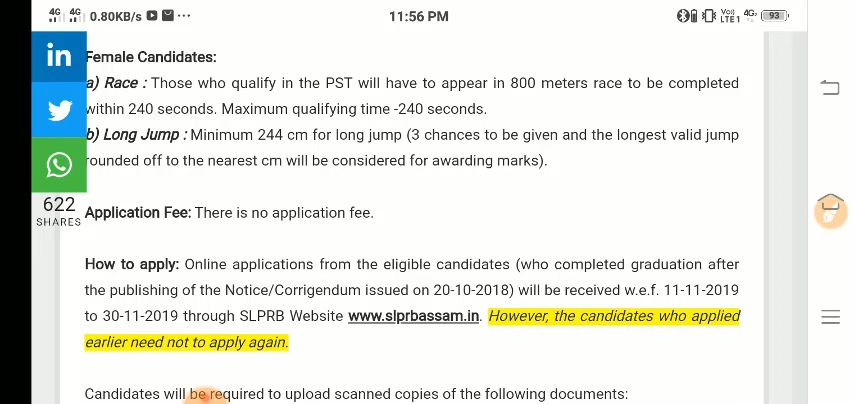 4G 4G 0.80KB/s ... 11:56 PM Vo)) LTE1 4G 93
in
Female Candidates:
a) Race : Those who qualify in the PST will have to appear in 800 meters race to be completed
within 240 seconds. Maximum qualifying time -240 seconds.
b) Long Jump : Minimum 244 cm for long jump (3 chances to be given and the longest valid jump
rounded off to the nearest cm will be considered for awarding marks).
622
SHARES
Application Fee: There is no application fee.
How to apply: Online applications from the eligible candidates (who completed graduation after
the publishing of the Notice/Corrigendum issued on 20-10-2018) will be received w.e.f. 11-11-2019
to 30-11-2019 through SLPRB Website www.slprbassam.in. However, the candidates who applied
earlier need not to apply again.
Candidates will be required to upload scanned copies of the following documents: